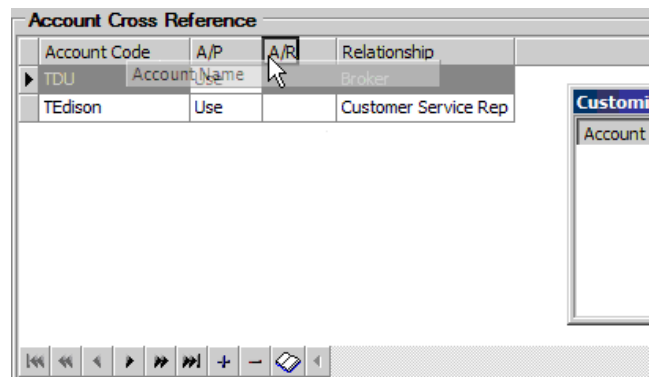 Account Cross Reference
Account Code A/P A/R Relationship
TDU Use Broker
Account Name
TEdison Use Customer Service Rep
Customi
Account